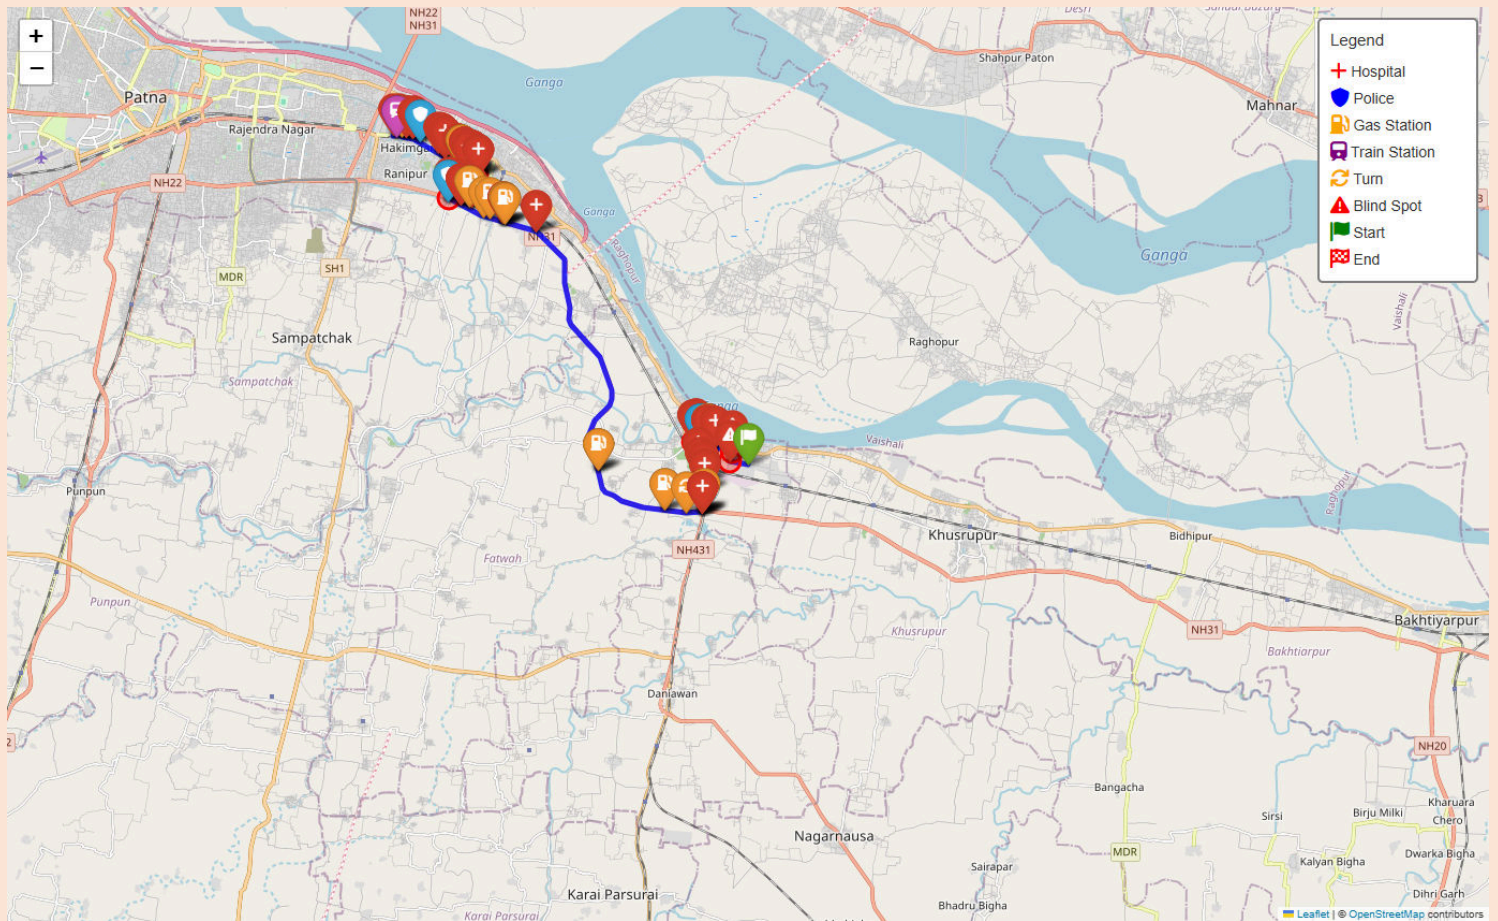 +
−
NH22
NH31
Patna
Rajendra Nagar
Ganga
Shahpur Paton
Mahnar
Legend
Hospital
Police
Gas Station
Train Station
Turn
Blind Spot
Start
End
Ranipur
NH22
Ganga
Raghopur
NH31
Ganga
SH1
MDR
Sampatchak
Sampatchak
Raghopur
Vaishali
Vaishali
Raghopur
Punpun
Punpun
Fatwah
NH431
Khusrupur
Bidhipur
Khusrupur
NH31
Bakhtiyarpur
Bakhtiarpur
Daniawan
NH20
Bangacha
Sirsi
Birju Milki
Kharuara
Chero
Nagarnausa
MDR
Kalyan Bigha
Dwarka Bigha
Sairapar
Karai Parsurai
Karai Parsurai
Bhadru Bigha
Dihri Garh
Leaflet | © OpenStreetMap contributors